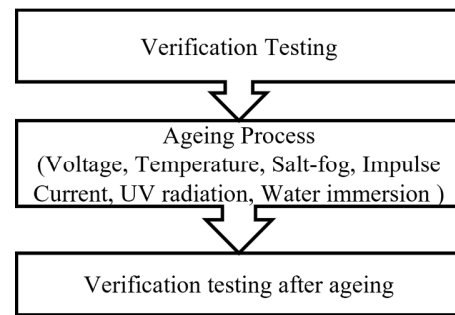 Verification Testing
Ageing Process
(Voltage, Temperature, Salt-fog, Impulse
Current, UV radiation, Water immersion )
Verification testing after ageing